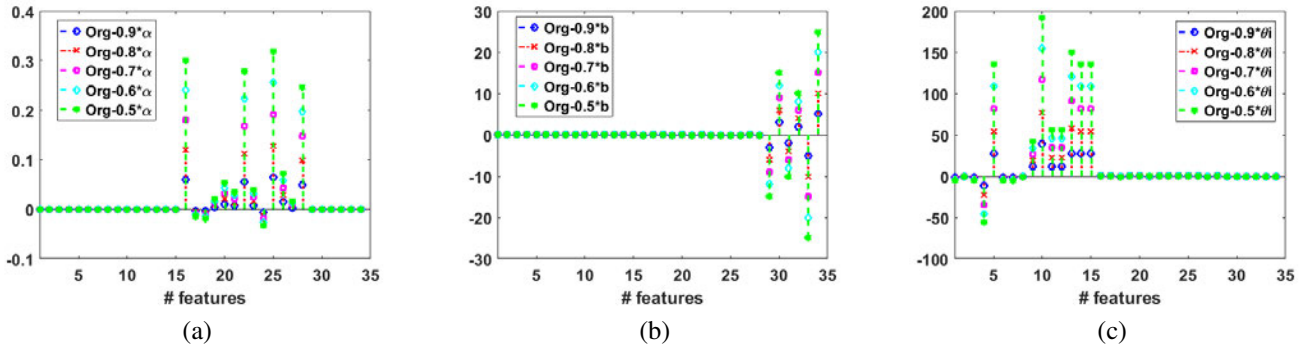 0.4
0.3
0.2
0.1
0
-0.1
5 10 15 20 25 30 35
# features
Org-0.9*α
Org-0.8*α
Org-0.7*α
Org-0.6*α
Org-0.5*α
(a)
30
20
10
0
-10
-20
-30
5 10 15 20 25 30 35
# features
Org-0.9*b
Org-0.8*b
Org-0.7*b
Org-0.6*b
Org-0.5*b
(b)
200
150
100
50
0
-50
-100
5 10 15 20 25 30 35
# features
Org-0.9*θi
Org-0.8*θi
Org-0.7*θi
Org-0.6*θi
Org-0.5*θi
(c)